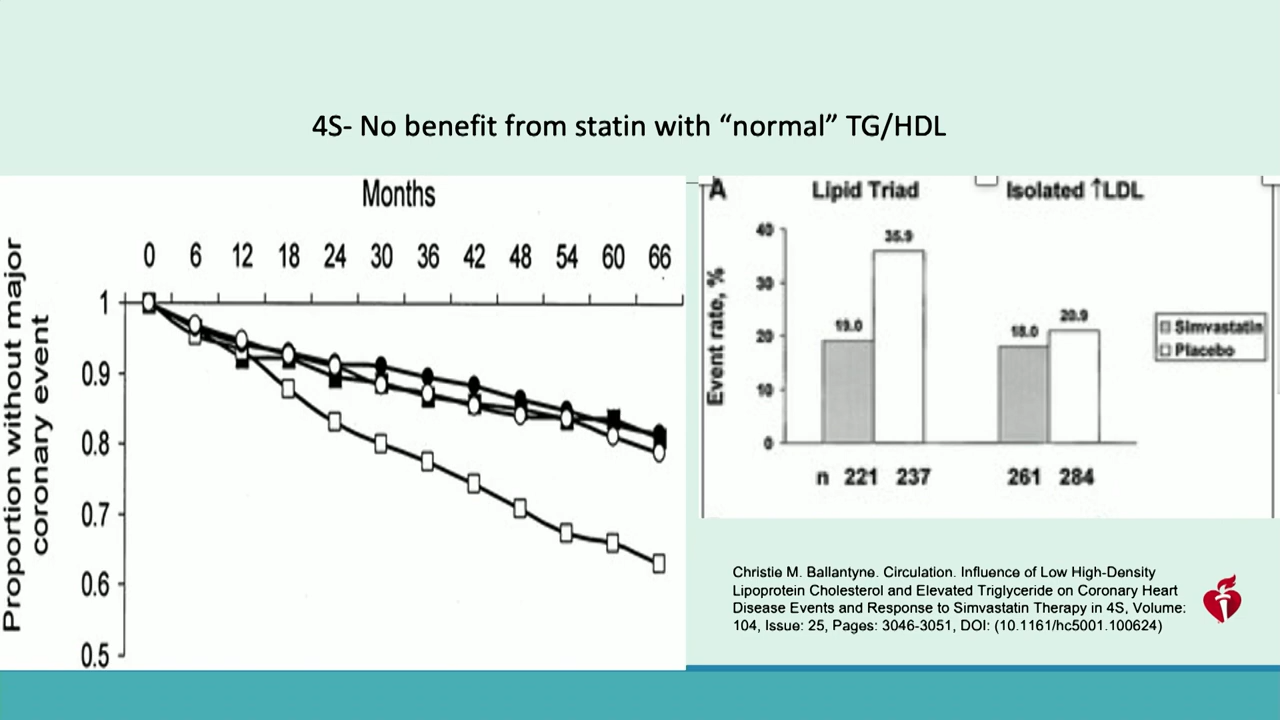 4S- No benefit from statin with “normal” TG/HDL
Months
0 6 12 18 24 30 36 42 48 54 60 66
Proportion without major
coronary event
1
0.9
0.8
0.7
0.6
0.5
A Lipid Triad Isolated ↑LDL
Event rate, %
40
30
20
10
0
19.0
35.9
18.0
20.9
Simvastatin
Placebo
n 221 237 261 284
Christie M. Ballantyne. Circulation. Influence of Low High-Density
Lipoprotein Cholesterol and Elevated Triglyceride on Coronary Heart
Disease Events and Response to Simvastatin Therapy in 4S, Volume:
104, Issue: 25, Pages: 3046-3051, DOI: (10.1161/hc5001.100624)